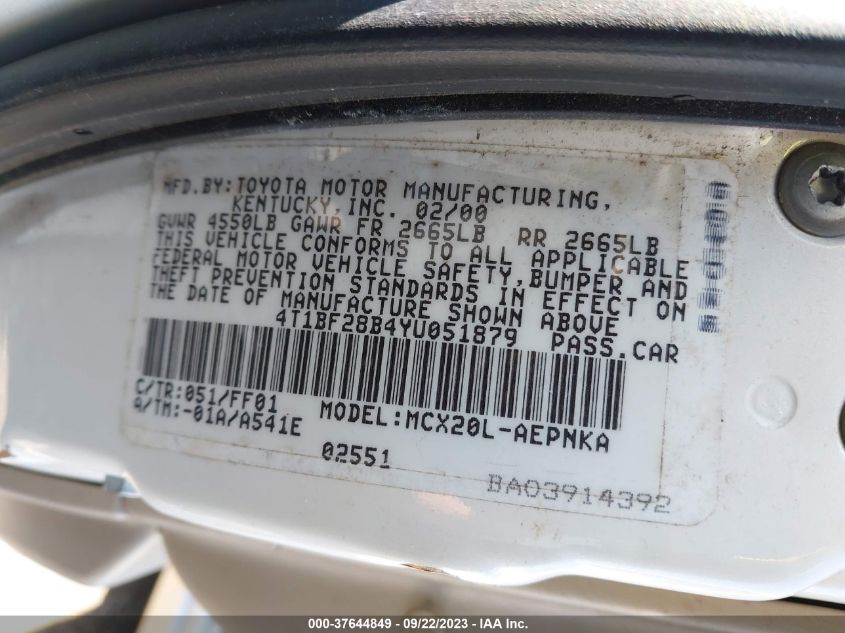 MFD.BY:TOYOTA MOTOR MANUFACTURING,
KENTUCKY,INC. 02/00
GVWR 4550LB GAWR FR 2665LB RR 2665LB
THIS VEHICLE CONFORMS TO ALL APPLICABLE
FEDERAL MOTOR VEHICLE SAFETY,BUMPER AND
THEFT PREVENTION STANDARDS IN EFFECT ON
THE DATE OF MANUFACTURE SHOWN ABOVE
4T1BF28B4YU051879 PASS.CAR
C/TR:051/FF01
A/TM:-01A/A541E MODEL:MCX20L-AEPNKA
02551
BA03914392
000-37644849 - 09/22/2023 - IAA Inc.